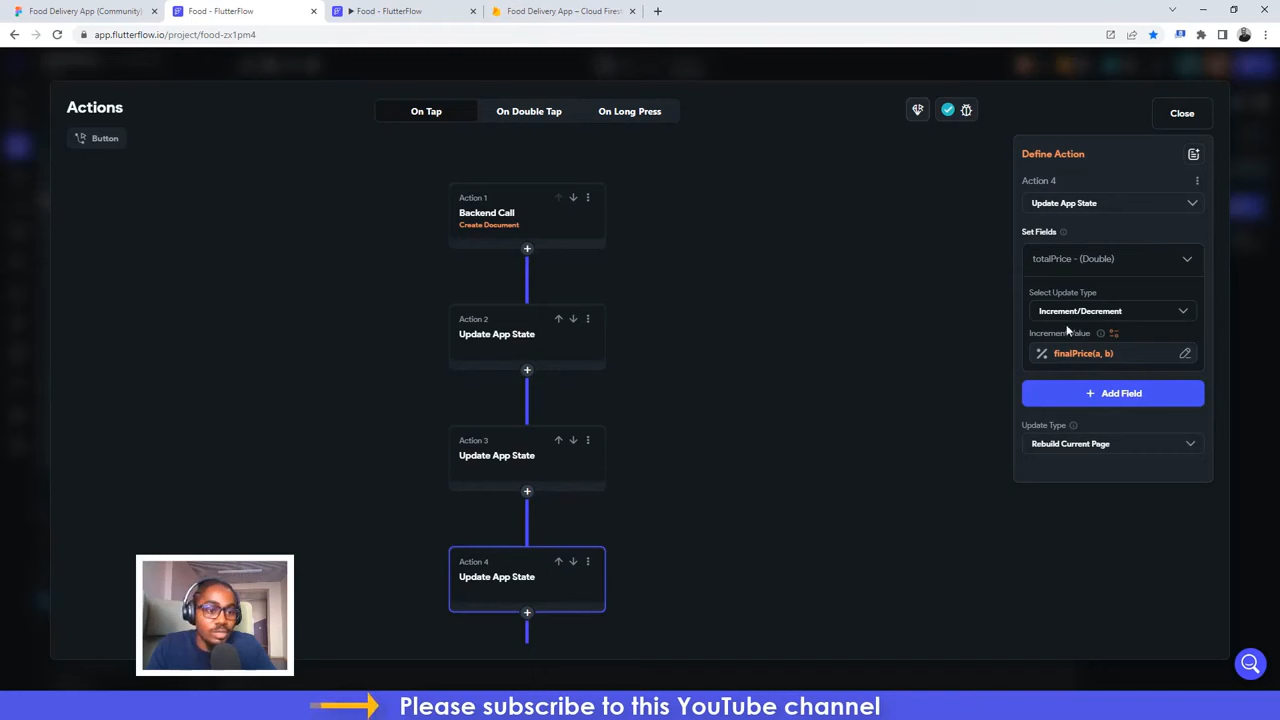 Food Delivery App (Community)
Food - FlutterFlow
Food - FlutterFlow
Food Delivery App – Cloud Firest
app.flutterflow.io/project/food-zx1pm4
Actions
On Tap
On Double Tap
On Long Press
Close
Button
Define Action
Action 4
Update App State
Set Fields
totalPrice - (Double)
Select Update Type
Increment/Decrement
Increment Value
finalPrice(a, b)
+ Add Field
Update Type
Rebuild Current Page
Action 1
Backend Call
Create Document
Action 2
Update App State
Action 3
Update App State
Action 4
Update App State
Please subscribe to this YouTube channel